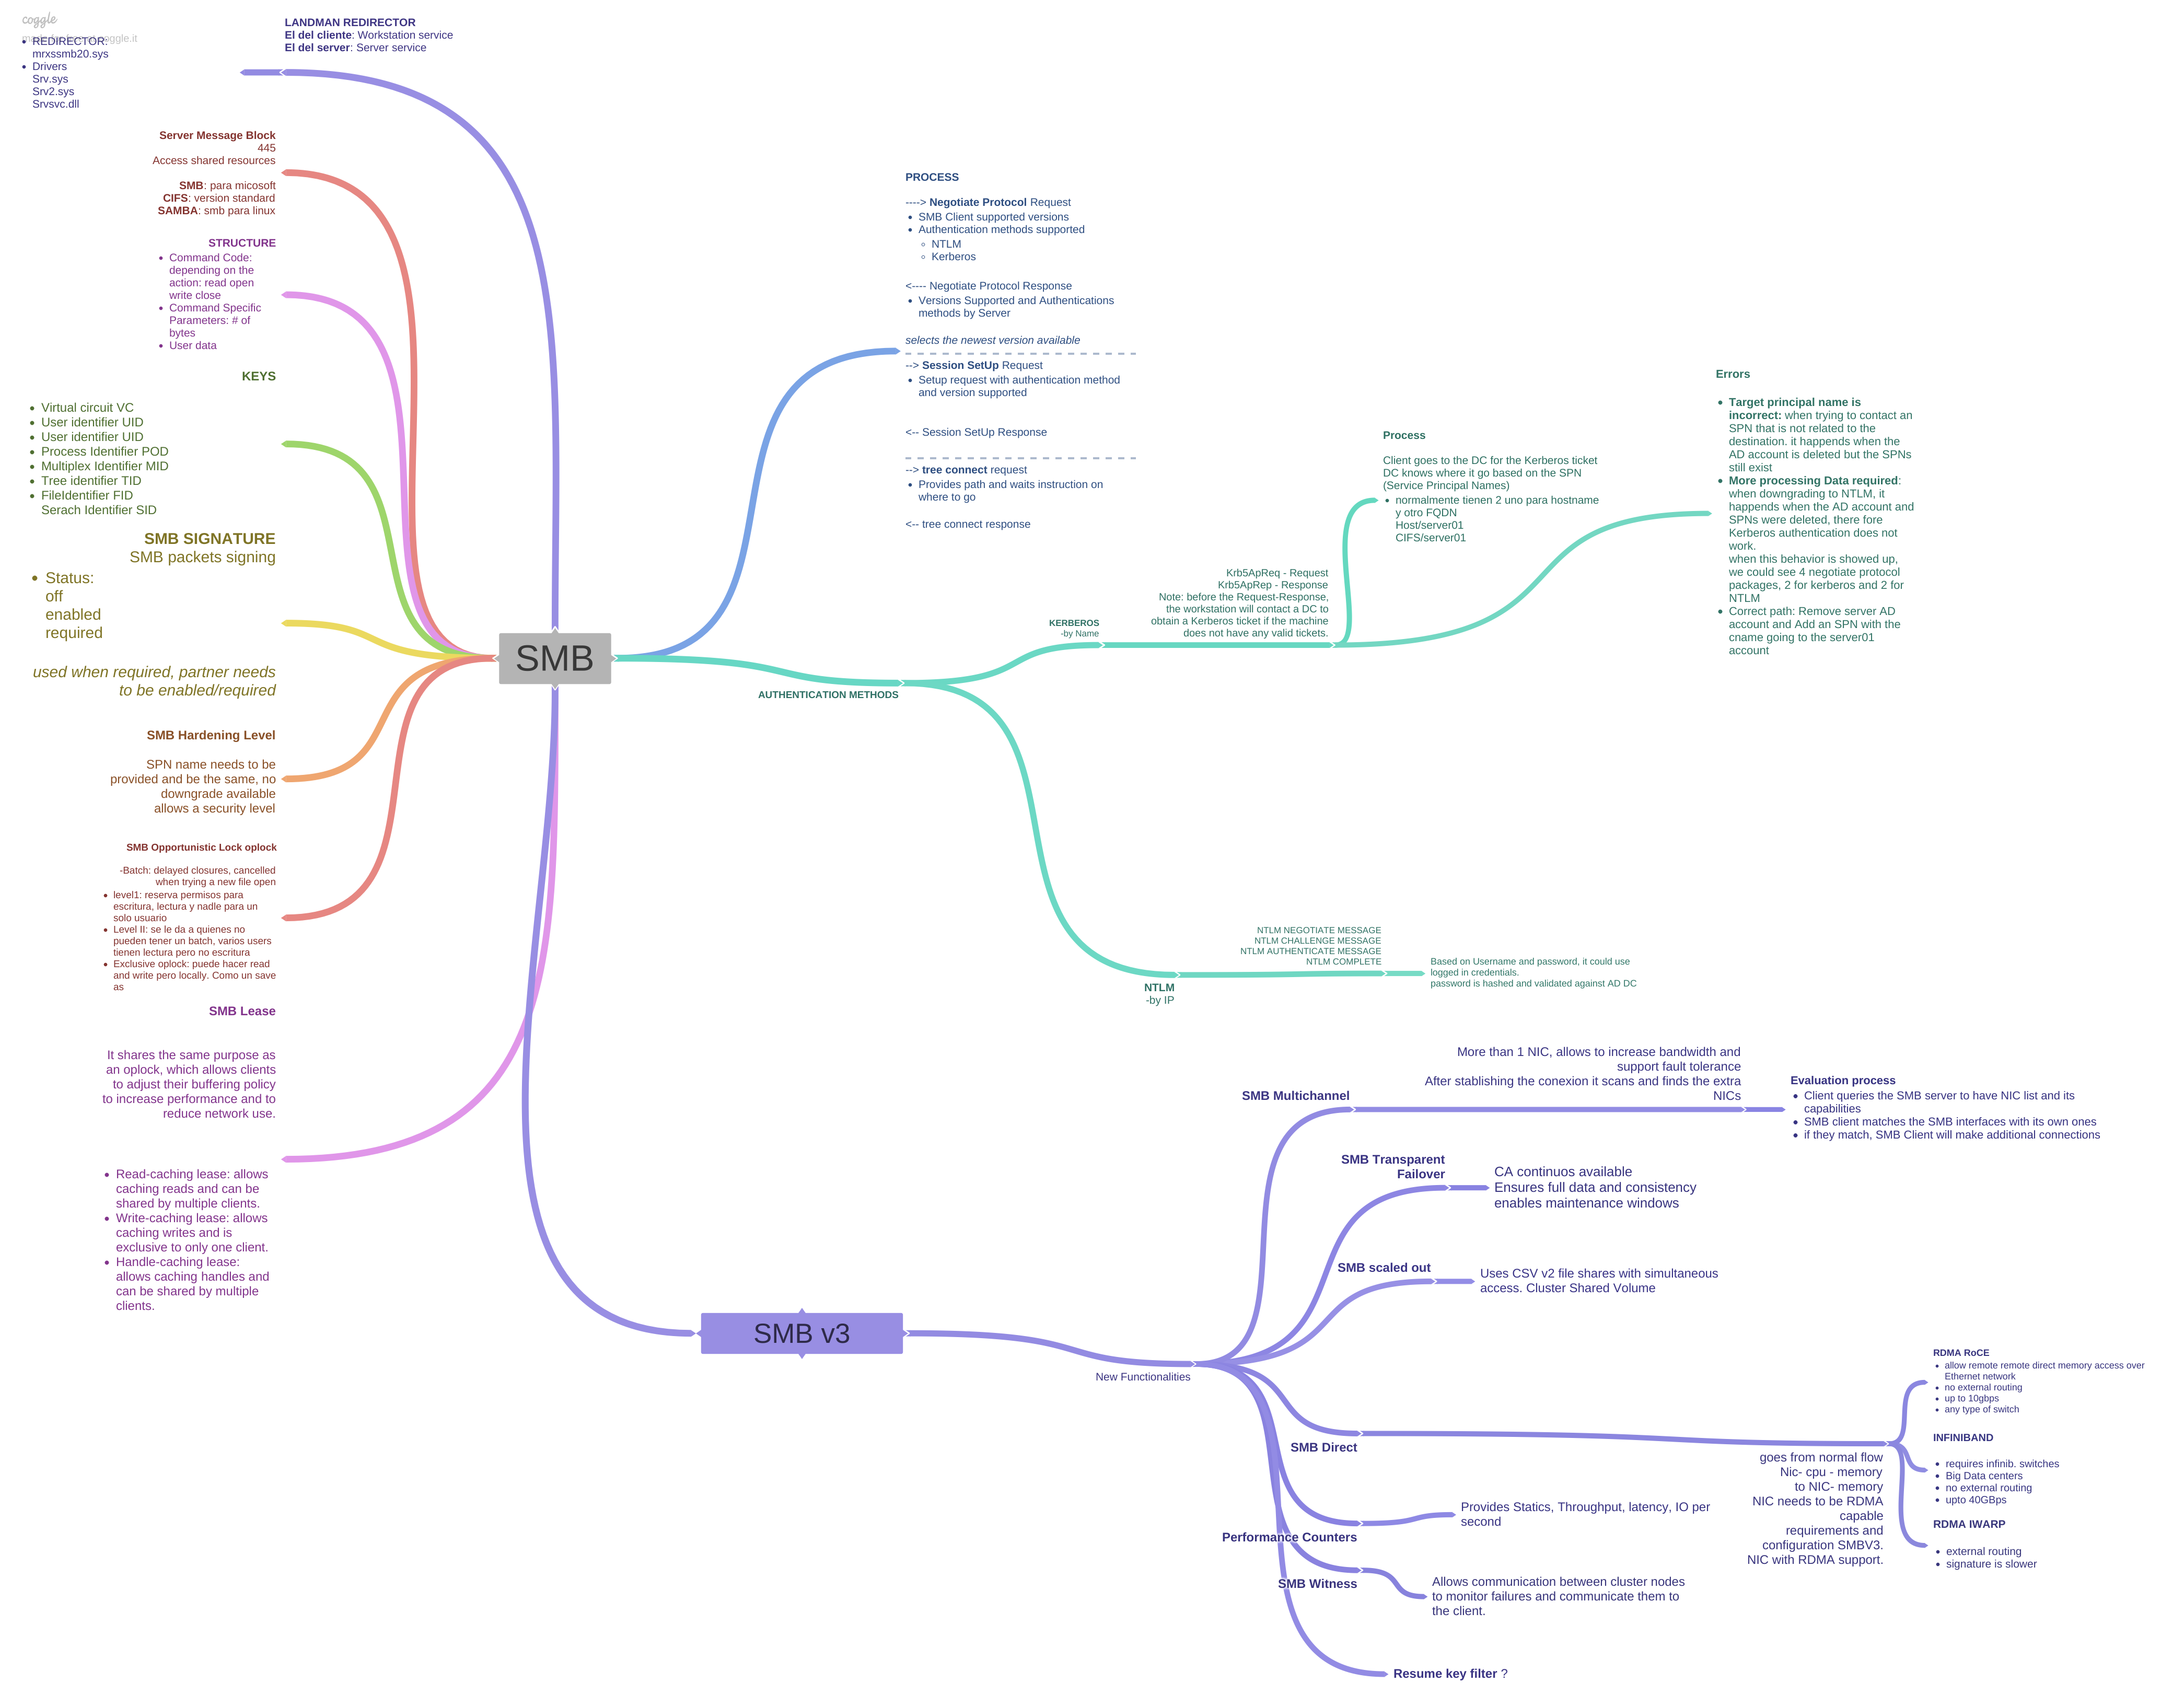 coggle
made for free at coggle.it
REDIRECTOR:
mrxssmb20.sys
Drivers
Srv.sys
Srv2.sys
Srvsvc.dll
LANDMAN REDIRECTOR
El del cliente: Workstation service
El del server: Server service
Server Message Block
445
Access shared resources
SMB: para micosoft
CIFS: version standard
SAMBA: smb para linux
STRUCTURE
Command Code:
depending on the
action: read open
write close
Command Specific
Parameters: # of
bytes
User data
KEYS
Virtual circuit VC
User identifier UID
User identifier UID
Process Identifier POD
Multiplex Identifier MID
Tree identifier TID
FileIdentifier FID
Serach Identifier SID
SMB SIGNATURE
SMB packets signing
Status:
off
enabled
required
used when required, partner needs
to be enabled/required
SMB Hardening Level
SPN name needs to be
provided and be the same, no
downgrade available
allows a security level
SMB Opportunistic Lock oplock
-Batch: delayed closures, cancelled
when trying a new file open
level1: reserva permisos para
escritura, lectura y nadle para un
solo usuario
Level II: se le da a quienes no
pueden tener un batch, varios users
tienen lectura pero no escritura
Exclusive oplock: puede hacer read
and write pero locally. Como un save
as
SMB Lease
It shares the same purpose as
an oplock, which allows clients
to adjust their buffering policy
to increase performance and to
reduce network use.
Read-caching lease: allows
caching reads and can be
shared by multiple clients.
Write-caching lease: allows
caching writes and is
exclusive to only one client.
Handle-caching lease:
allows caching handles and
can be shared by multiple
clients.
SMB
PROCESS
----> Negotiate Protocol Request
SMB Client supported versions
Authentication methods supported
NTLM
Kerberos
<---- Negotiate Protocol Response
Versions Supported and Authentications
methods by Server
selects the newest version available
--> Session SetUp Request
Setup request with authentication method
and version supported
<-- Session SetUp Response
--> tree connect request
Provides path and waits instruction on
where to go
<-- tree connect response
AUTHENTICATION METHODS
KERBEROS
-by Name
Krb5ApReq - Request
Krb5ApRep - Response
Note: before the Request-Response,
the workstation will contact a DC to
obtain a Kerberos ticket if the machine
does not have any valid tickets.
Process
Client goes to the DC for the Kerberos ticket
DC knows where it go based on the SPN
(Service Principal Names)
normalmente tienen 2 uno para hostname
y otro FQDN
Host/server01
CIFS/server01
Errors
Target principal name is
incorrect: when trying to contact an
SPN that is not related to the
destination. it happends when the
AD account is deleted but the SPNs
still exist
More processing Data required:
when downgrading to NTLM, it
happends when the AD account and
SPNs were deleted, there fore
Kerberos authentication does not
work.
when this behavior is showed up,
we could see 4 negotiate protocol
packages, 2 for kerberos and 2 for
NTLM
Correct path: Remove server AD
account and Add an SPN with the
cname going to the server01
account
NTLM
-by IP
NTLM NEGOTIATE MESSAGE
NTLM CHALLENGE MESSAGE
NTLM AUTHENTICATE MESSAGE
NTLM COMPLETE
Based on Username and password, it could use
logged in credentials.
password is hashed and validated against AD DC
SMB v3
New Functionalities
SMB Multichannel
More than 1 NIC, allows to increase bandwidth and
support fault tolerance
After stablishing the conexion it scans and finds the extra
NICs
Evaluation process
Client queries the SMB server to have NIC list and its
capabilities
SMB client matches the SMB interfaces with its own ones
if they match, SMB Client will make additional connections
SMB Transparent
Failover
CA continuos available
Ensures full data and consistency
enables maintenance windows
SMB scaled out
Uses CSV v2 file shares with simultaneous
access. Cluster Shared Volume
SMB Direct
goes from normal flow
Nic- cpu - memory
to NIC- memory
NIC needs to be RDMA
capable
requirements and
configuration SMBV3.
NIC with RDMA support.
RDMA RoCE
allow remote remote direct memory access over
Ethernet network
no external routing
up to 10gbps
any type of switch
INFINIBAND
requires infinib. switches
Big Data centers
no external routing
upto 40GBps
RDMA IWARP
external routing
signature is slower
Performance Counters
Provides Statics, Throughput, latency, IO per
second
SMB Witness
Allows communication between cluster nodes
to monitor failures and communicate them to
the client.
Resume key filter ?